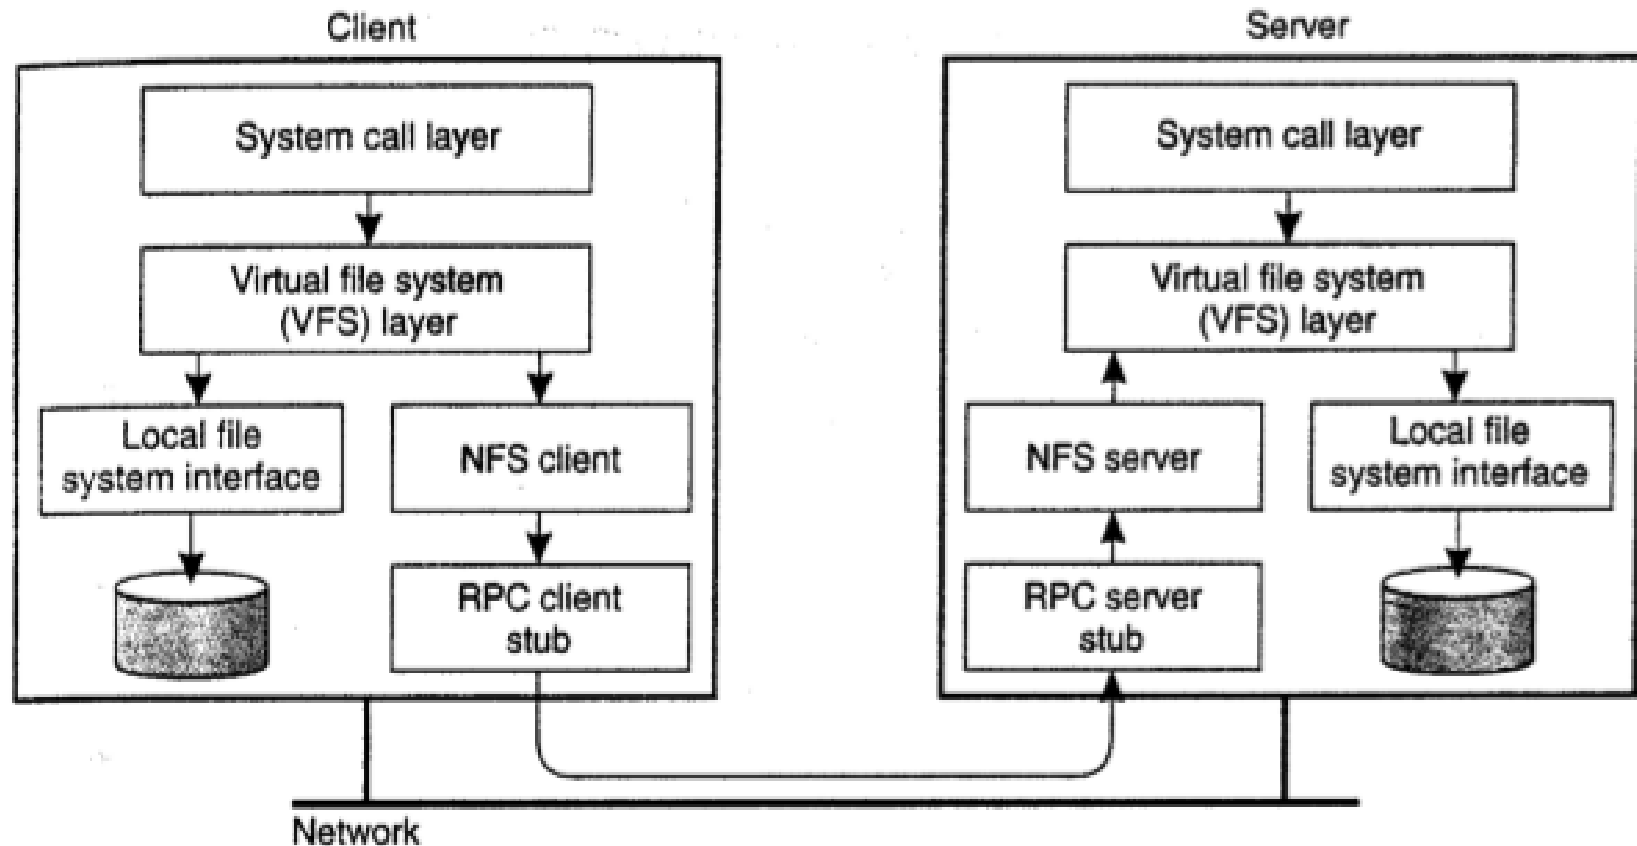 Client
Server
System call layer
System call layer
Virtual file system
(VFS) layer
Virtual file system
(VFS) layer
Local file
system interface
NFS client
NFS server
Local file
system interface
RPC client
stub
RPC server
stub
Network